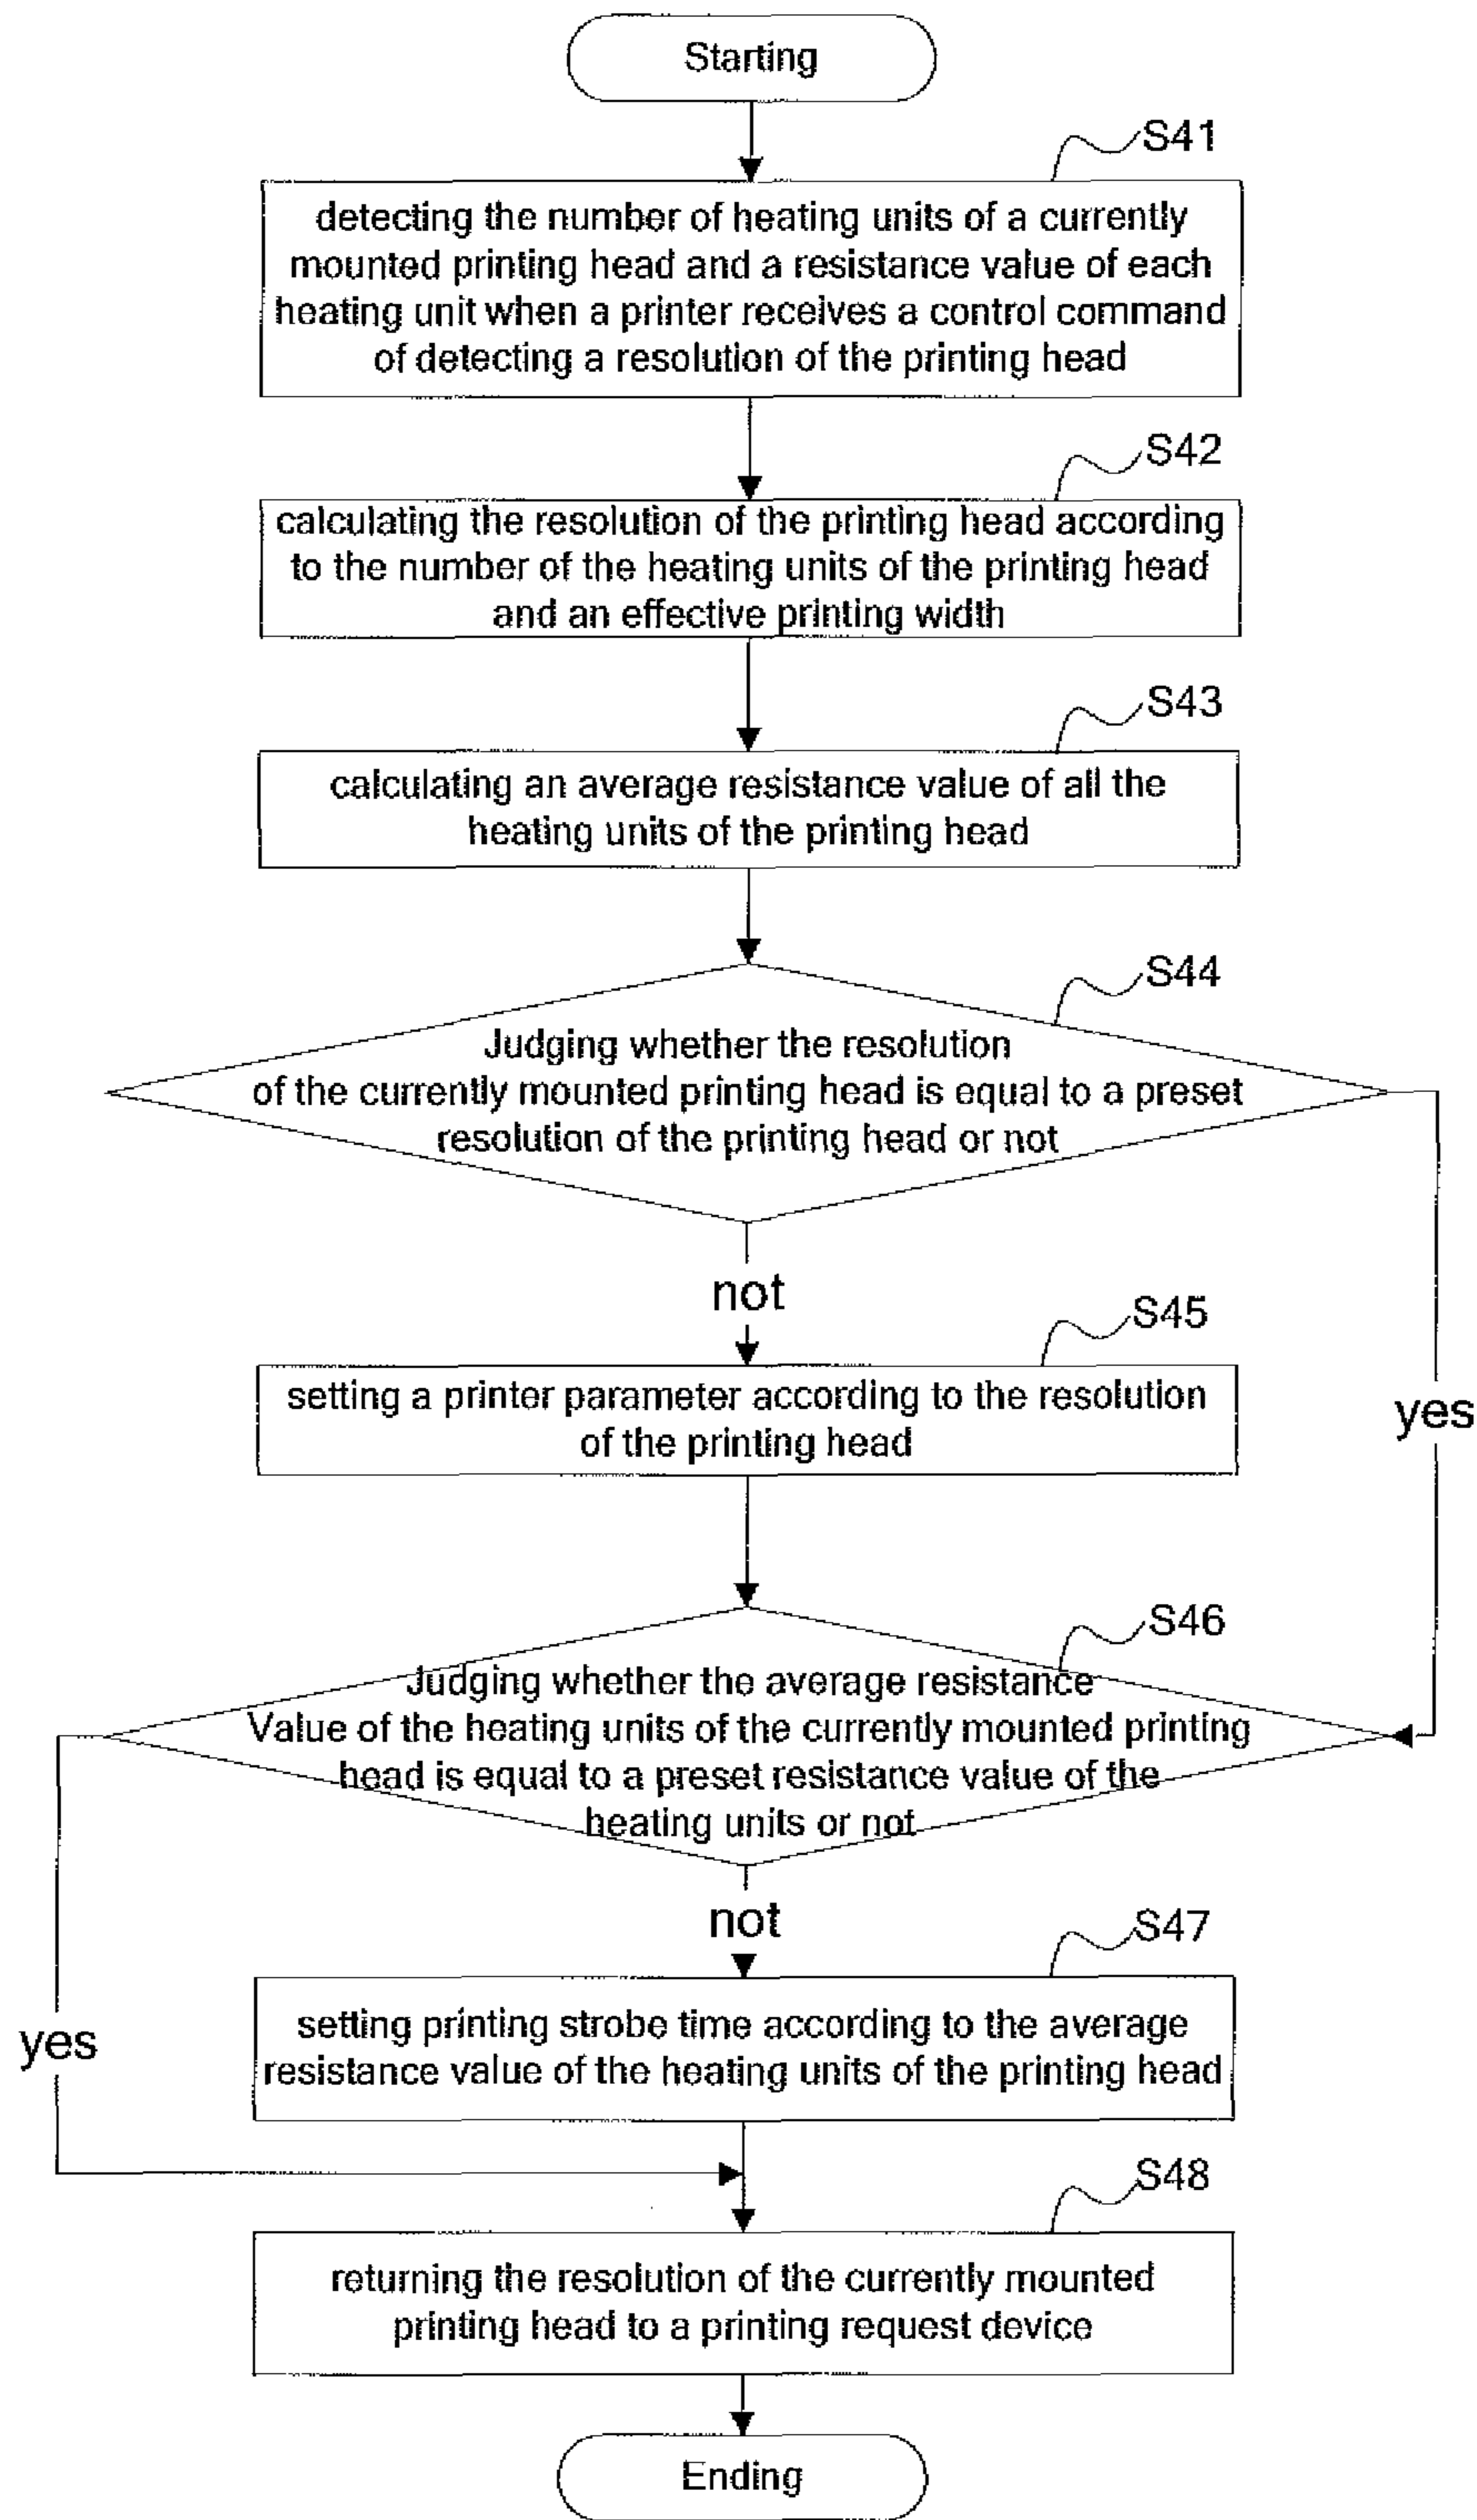 Starting
S41
detecting the number of heating units of a currently
mounted printing head and a resistance value of each
heating unit when a printer receives a control command
of detecting a resolution of the printing head
S42
calculating the resolution of the printing head according
to the number of the heating units of the printing head
and an effective printing width
S43
calculating an average resistance value of all the
heating units of the printing head
S44
Judging whether the resolution
of the currently mounted printing head is equal to a preset
resolution of the printing head or not
not
S45
setting a printer parameter according to the resolution
of the printing head
yes
S46
Judging whether the average resistance
Value of the heating units of the currently mounted printing
head is equal to a preset resistance value of the
heating units or not
not
S47
setting printing strobe time according to the average
resistance value of the heating units of the printing head
yes
S48
returning the resolution of the currently mounted
printing head to a printing request device
Ending